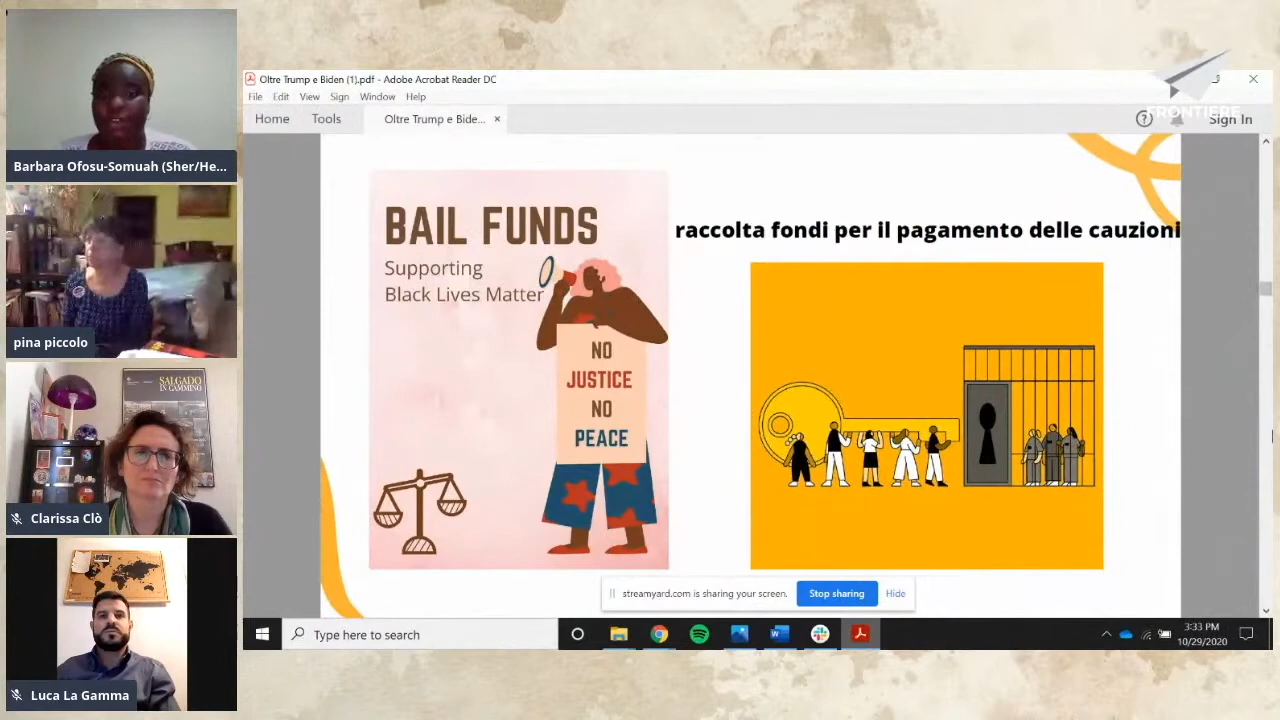 Barbara Ofosu-Somuah (Sher/He...
pina piccolo
SALGADO
IN CAMMINO
Clarissa Clò
Luca La Gamma
Oltre Trump e Biden (1).pdf - Adobe Acrobat Reader DC
File Edit View Sign Window Help
Home Tools Oltre Trump e Bide... ×
FRONTIERE
Sign In
BAIL FUNDS
Supporting
Black Lives Matter
NO
JUSTICE
NO
PEACE
raccolta fondi per il pagamento delle cauzioni
streamyard.com is sharing your screen. Stop sharing Hide
Type here to search
3:33 PM
10/29/2020